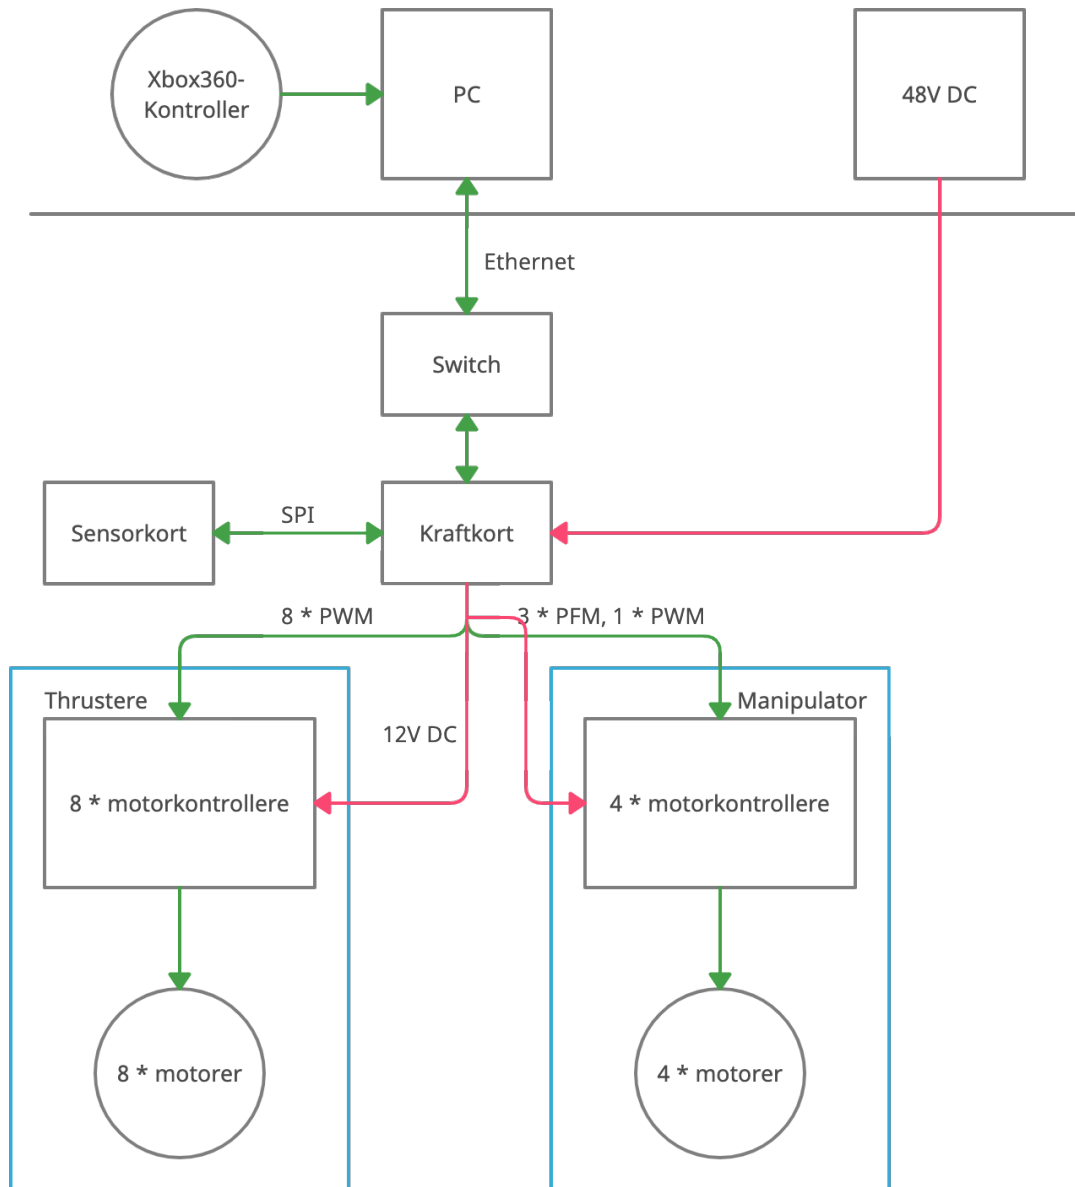 Xbox360-
Kontroller
PC
48V DC
Ethernet
Switch
Sensorkort
SPI
Kraftkort
8 * PWM
3 * PFM, 1 * PWM
Thrustere
Manipulator
12V DC
8 * motorkontrollere
4 * motorkontrollere
8 * motorer
4 * motorer